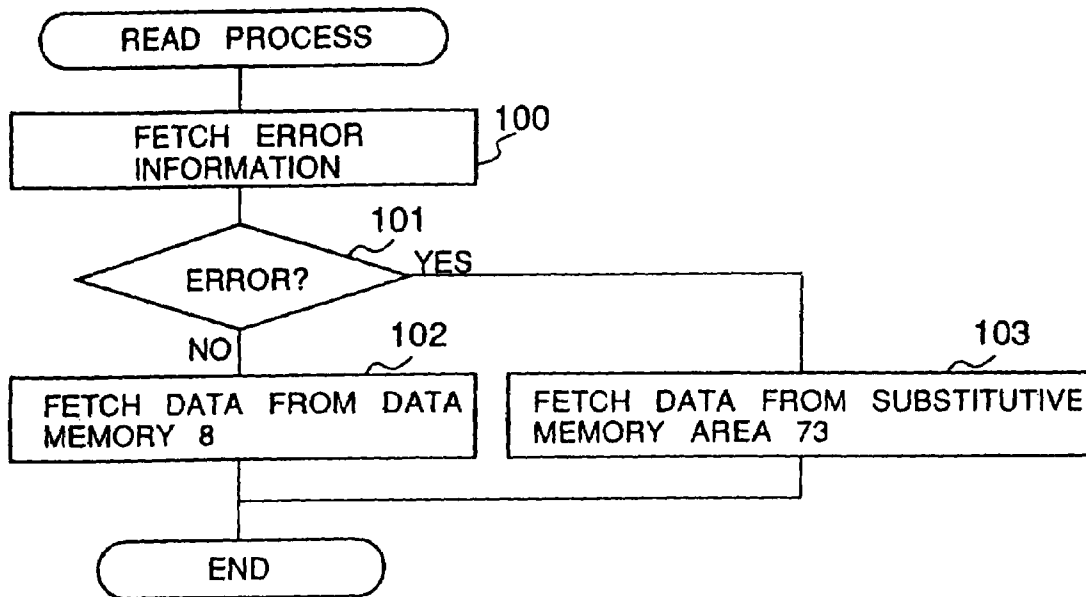 READ PROCESS
FETCH ERROR
INFORMATION
100
101
ERROR?
YES
NO
102
FETCH DATA FROM DATA
MEMORY 8
103
FETCH DATA FROM SUBSTITUTIVE
MEMORY AREA 73
END